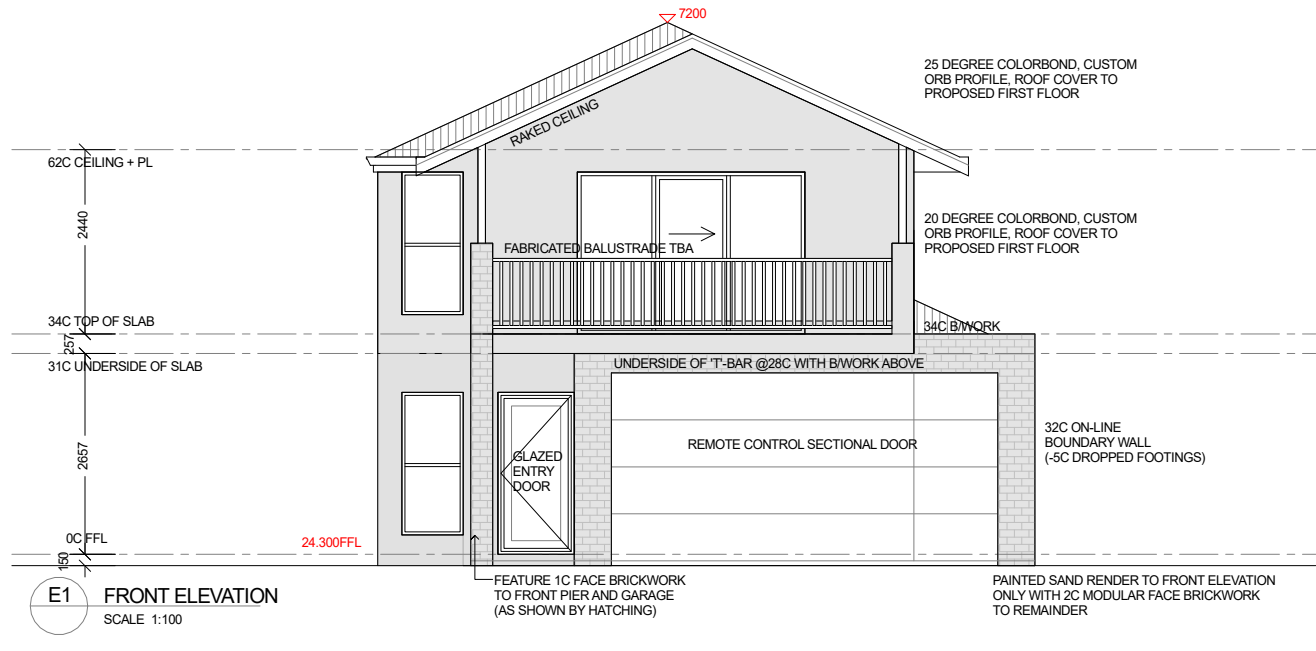 7200
25 DEGREE COLORBOND, CUSTOM
ORB PROFILE, ROOF COVER TO
PROPOSED FIRST FLOOR
RAKED CEILING
62C CEILING + PL
2440
20 DEGREE COLORBOND, CUSTOM
ORB PROFILE, ROOF COVER TO
PROPOSED FIRST FLOOR
FABRICATED BALUSTRADE TBA
34C TOP OF SLAB
34C B/WORK
257
31C UNDERSIDE OF SLAB
UNDERSIDE OF 'T'-BAR @28C WITH B/WORK ABOVE
2657
GLAZED
ENTRY
DOOR
REMOTE CONTROL SECTIONAL DOOR
32C ON-LINE
BOUNDARY WALL
(-5C DROPPED FOOTINGS)
0C FFL
24.300FFL
150
E1
FRONT ELEVATION
SCALE 1:100
FEATURE 1C FACE BRICKWORK
TO FRONT PIER AND GARAGE
(AS SHOWN BY HATCHING)
PAINTED SAND RENDER TO FRONT ELEVATION
ONLY WITH 2C MODULAR FACE BRICKWORK
TO REMAINDER